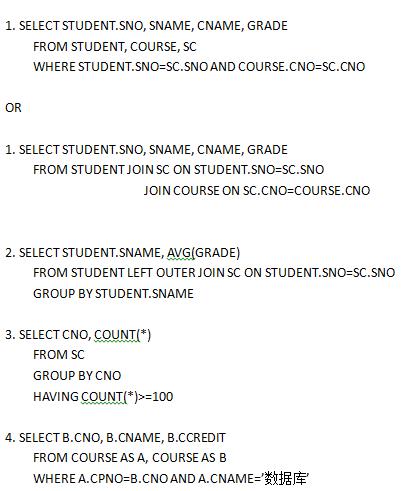 1. SELECT STUDENT.SNO, SNAME, CNAME, GRADE
FROM STUDENT, COURSE, SC
WHERE STUDENT.SNO=SC.SNO AND COURSE.CNO=SC.CNO
OR
1. SELECT STUDENT.SNO, SNAME, CNAME, GRADE
FROM STUDENT JOIN SC ON STUDENT.SNO=SC.SNO
JOIN COURSE ON SC.CNO=COURSE.CNO
2. SELECT STUDENT.SNAME, AVG(GRADE)
FROM STUDENT LEFT OUTER JOIN SC ON STUDENT.SNO=SC.SNO
GROUP BY STUDENT.SNAME
3. SELECT CNO, COUNT(*)
FROM SC
GROUP BY CNO
HAVING COUNT(*)>=100
4. SELECT B.CNO, B.CNAME, B.CCREDIT
FROM COURSE AS A, COURSE AS B
WHERE A.CPNO=B.CNO AND A.CNAME=’数据库’